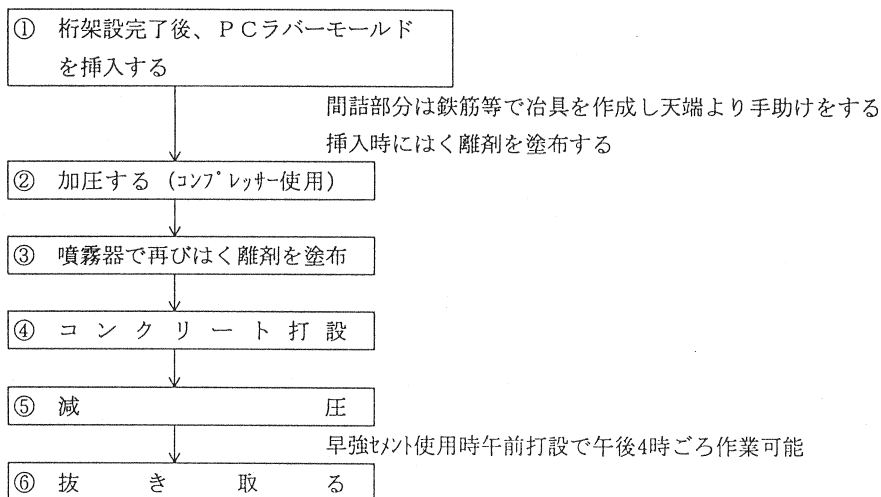 ① 桁架設完了後、PCラバーモールド
を挿入する
間詰部分は鉄筋等で冶具を作成し天端より手助けをする
挿入時にはく離剤を塗布する
② 加圧する (コンプレッサー使用)
③ 噴霧器で再びはく離剤を塗布
④ コンクリート打設
⑤ 減圧
早強セメント使用時午前打設で午後4時ごろ作業可能
⑥ 抜き取る